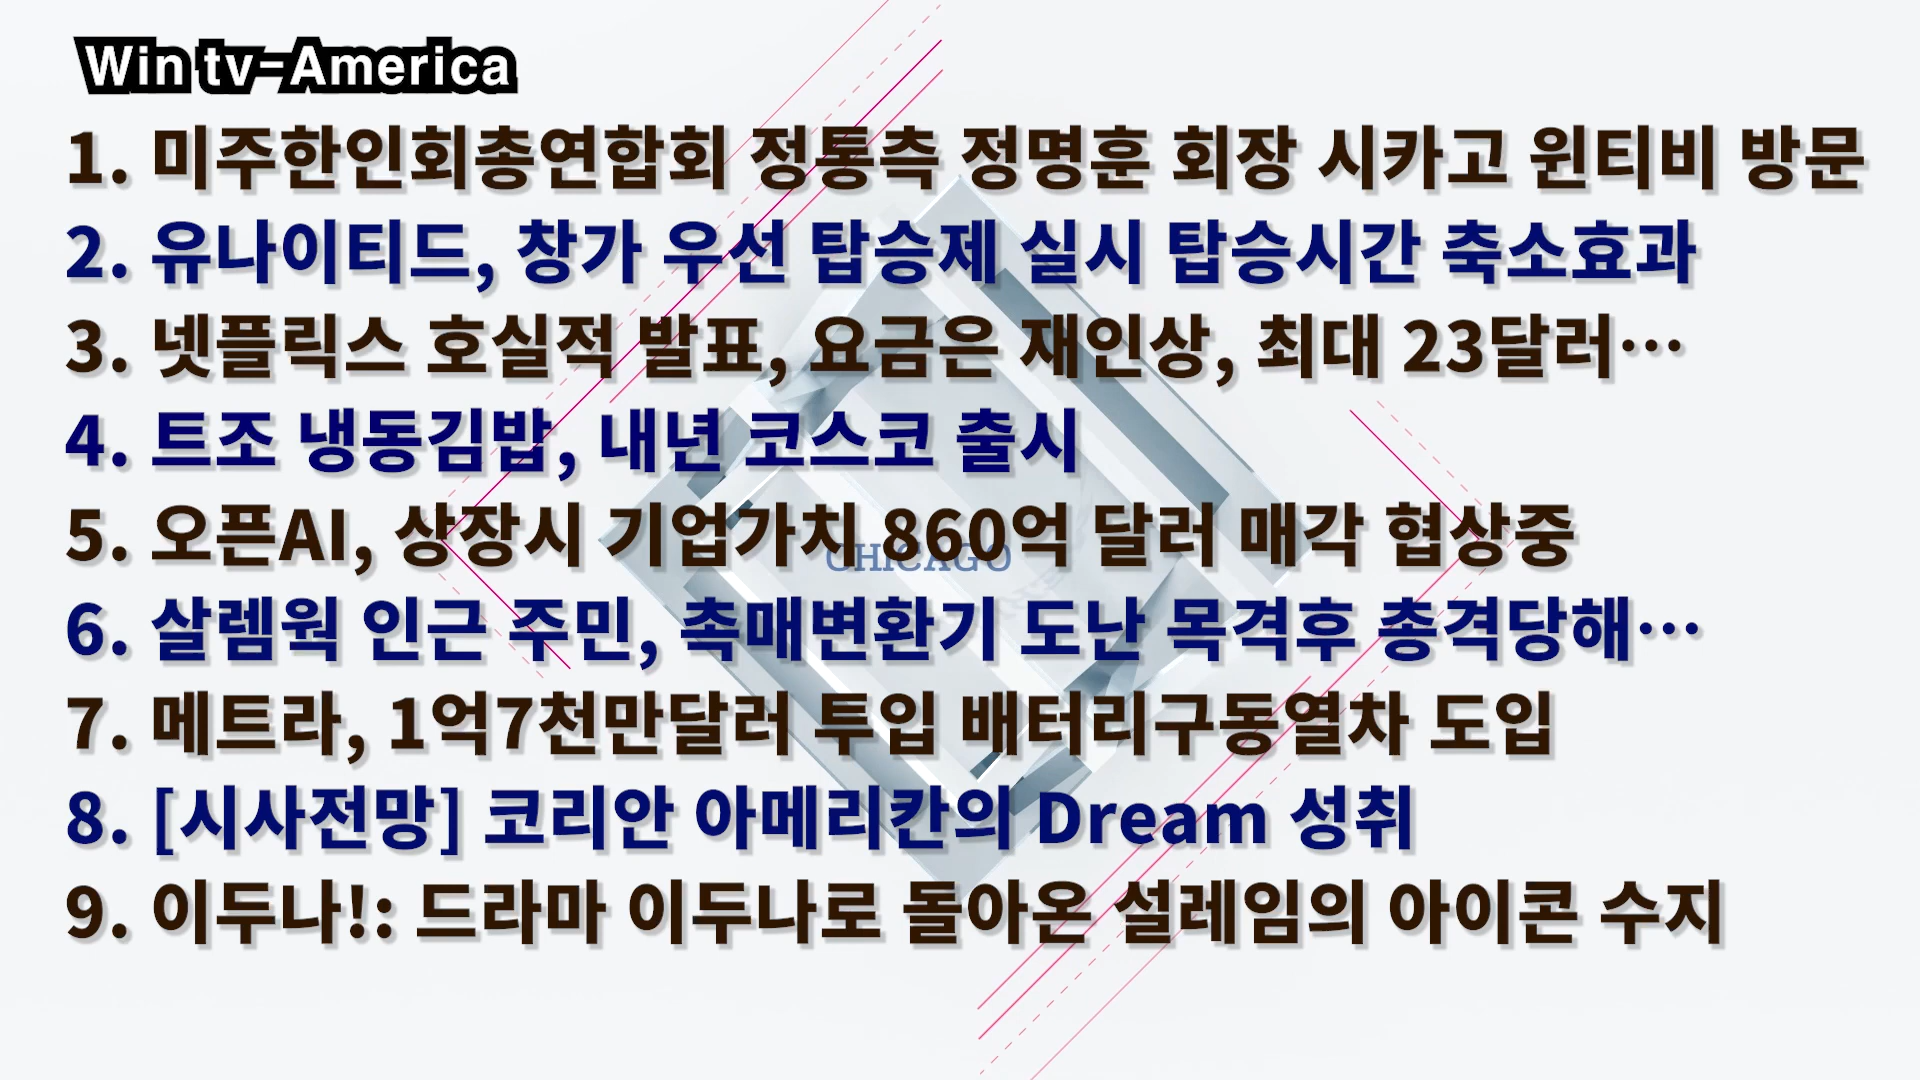 Win tv-America
1. 미주한인회총연합회 정통측 정명훈 회장 시카고 윈티비 방문
2. 유나이티드, 창가 우선 탑승제 실시 탑승시간 축소효과
3. 넷플릭스 호실적 발표, 요금은 재인상, 최대 23달러…
4. 트조 냉동김밥, 내년 코스코 출시
5. 오픈AI, 상장시 기업가치 860억 달러 매각 협상중
CHICAGO
6. 살렘웍 인근 주민, 촉매변환기 도난 목격후 총격당해…
7. 메트라, 1억7천만달러 투입 배터리구동열차 도입
8. [시사전망] 코리안 아메리칸의 Dream 성취
9. 이두나!: 드라마 이두나로 돌아온 설레임의 아이콘 수지